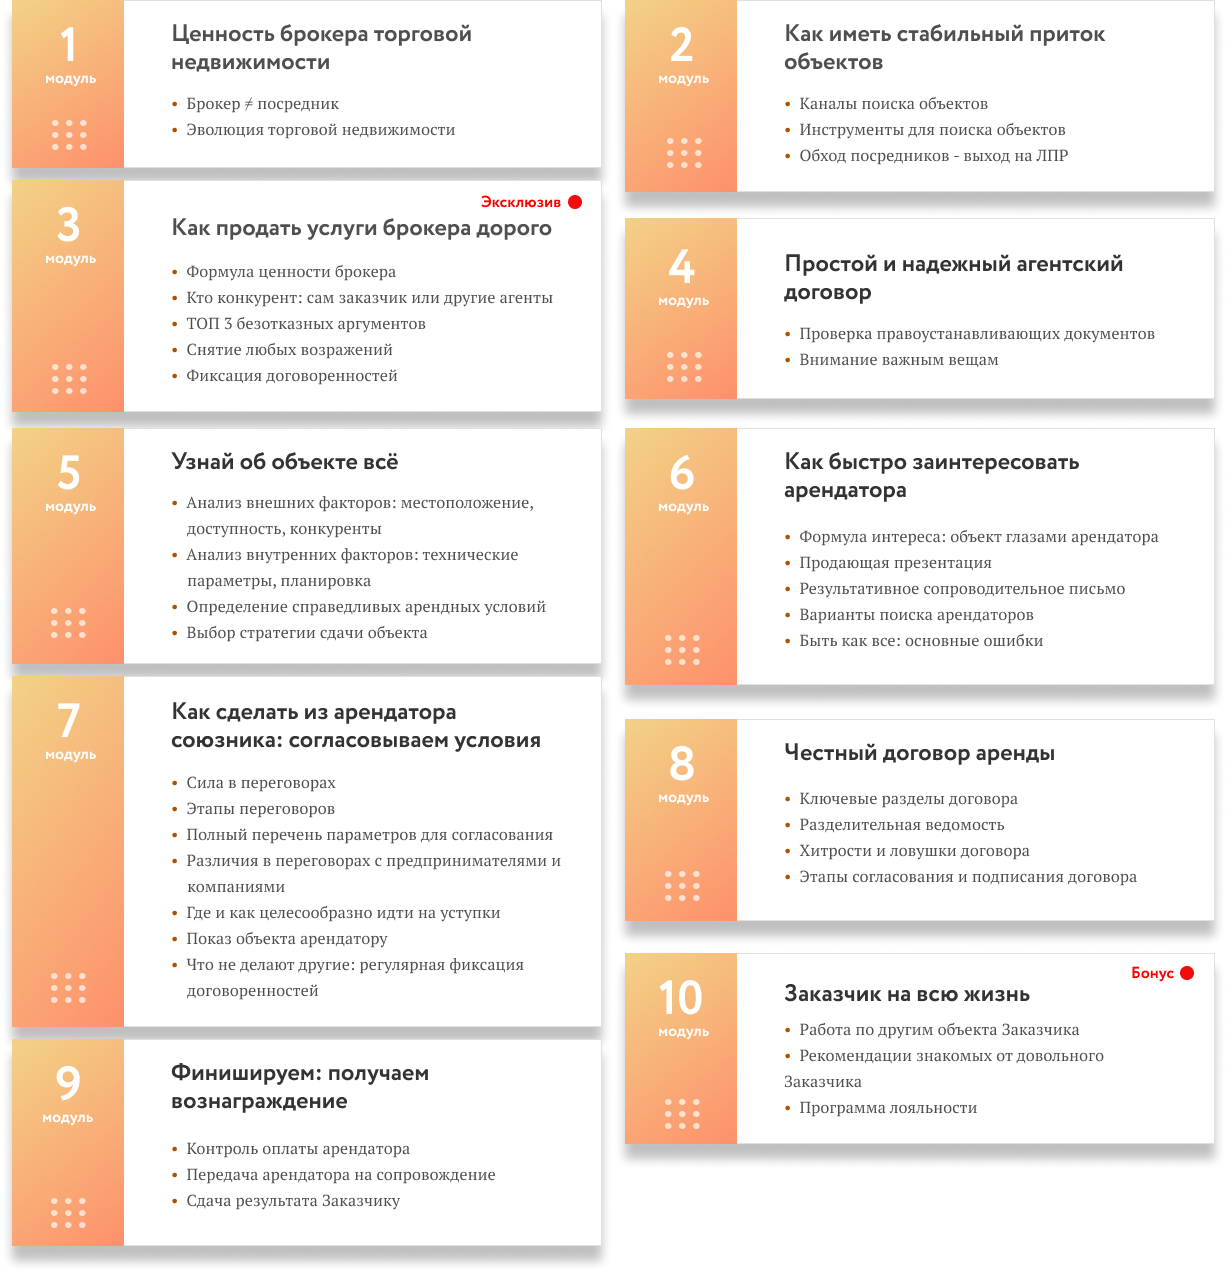 1
модуль
Ценность брокера торговой
недвижимости
• Брокер ≠ посредник
• Эволюция торговой недвижимости
2
модуль
Как иметь стабильный приток
объектов
• Каналы поиска объектов
• Инструменты для поиска объектов
• Обход посредников - выход на ЛПР
3
модуль
Эксклюзив
Как продать услуги брокера дорого
• Формула ценности брокера
• Кто конкурент: сам заказчик или другие агенты
• ТОП 3 безотказных аргументов
• Снятие любых возражений
• Фиксация договоренностей
4
модуль
Простой и надежный агентский
договор
• Проверка правоустанавливающих документов
• Внимание важным вещам
5
модуль
Узнай об объекте всё
• Анализ внешних факторов: местоположение,
доступность, конкуренты
• Анализ внутренних факторов: технические
параметры, планировка
• Определение справедливых арендных условий
• Выбор стратегии сдачи объекта
6
модуль
Как быстро заинтересовать
арендатора
• Формула интереса: объект глазами арендатора
• Продающая презентация
• Результативное сопроводительное письмо
• Варианты поиска арендаторов
• Быть как все: основные ошибки
7
модуль
Как сделать из арендатора
союзника: согласовываем условия
• Сила в переговорах
• Этапы переговоров
• Полный перечень параметров для согласования
• Различия в переговорах с предпринимателями и
компаниями
• Где и как целесообразно идти на уступки
• Показ объекта арендатору
• Что не делают другие: регулярная фиксация
договоренностей
8
модуль
Честный договор аренды
• Ключевые разделы договора
• Разделительная ведомость
• Хитрости и ловушки договора
• Этапы согласования и подписания договора
9
модуль
Финишируем: получаем
вознаграждение
• Контроль оплаты арендатора
• Передача арендатора на сопровождение
• Сдача результата Заказчику
10
модуль
Бонус
Заказчик на всю жизнь
• Работа по другим объекта Заказчика
• Рекомендации знакомых от довольного
Заказчика
• Программа лояльности